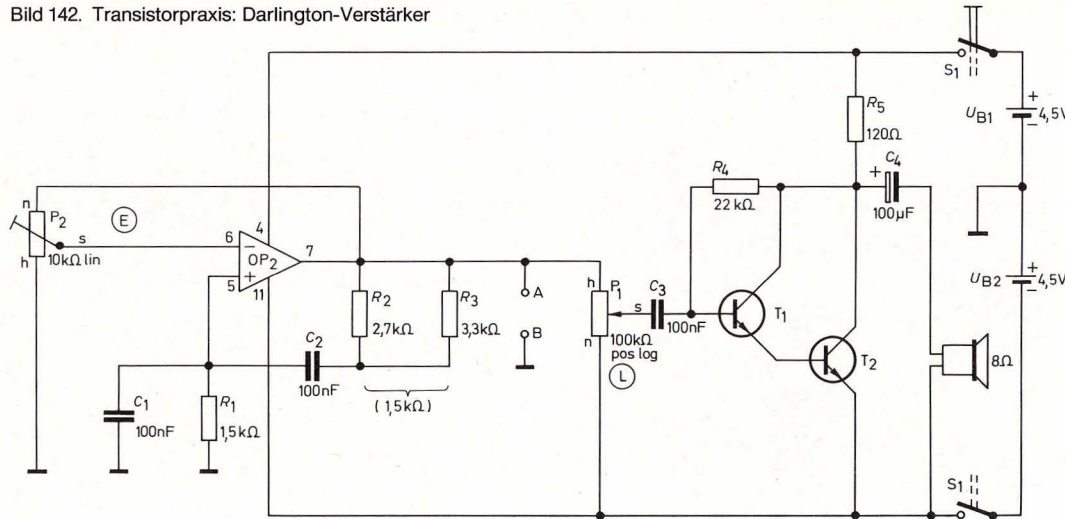 Bild 142. Transistorpraxis: Darlington-Verstärker
S1
+
UB1
4,5V
−
R5
120Ω
R4
22 kΩ
+
C4
100µF
n
P2
E
s
h
10kΩ lin
4
6
−
OP2
7
+
5
11
R2
2,7kΩ
R3
3,3kΩ
A
B
h
P1
s
n
100kΩ
pos log
L
C3
100nF
T1
T2
+
UB2
4,5V
−
8Ω
C2
100nF
(1,5kΩ)
C1
100nF
R1
1,5kΩ
S1